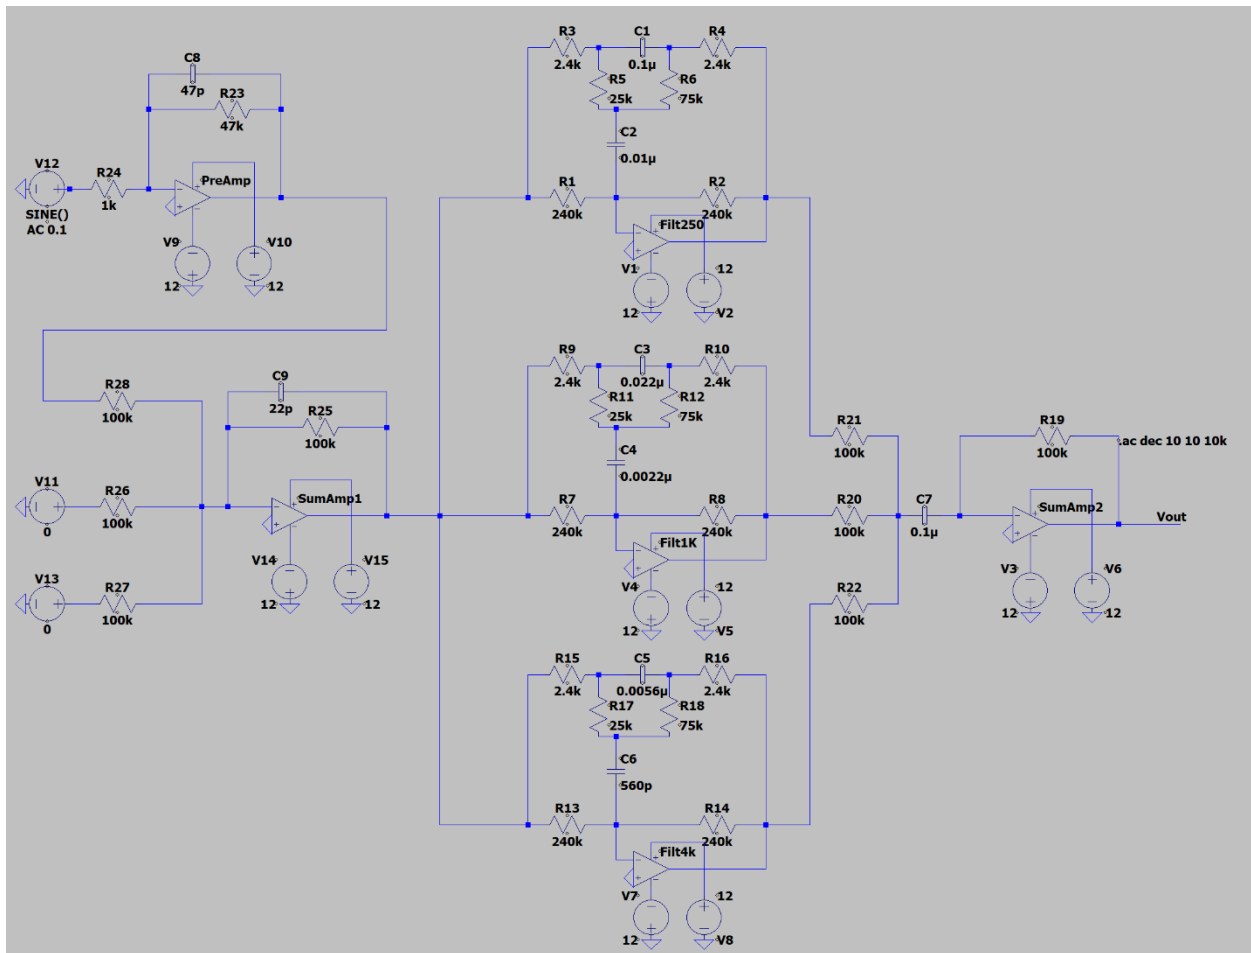 C8
47p
R23
47k
V12
R24
1k
SINE()
AC 0.1
PreAmp
V9
V10
12
12
R3
2.4k
C1
0.1µ
R4
2.4k
R5
25k
R6
75k
C2
0.01µ
R1
240k
R2
240k
Filt250
V1
12
12
V2
R28
100k
C9
22p
R25
100k
V11
0
R26
100k
SumAmp1
V14
V15
12
12
V13
0
R27
100k
R9
2.4k
C3
0.022µ
R10
2.4k
R11
25k
R12
75k
C4
0.0022µ
R7
240k
R8
240k
Filt1K
V4
12
12
V5
R15
2.4k
C5
0.0056µ
R16
2.4k
R17
25k
R18
75k
C6
560p
R13
240k
R14
240k
Filt4k
V7
12
12
V8
R21
100k
R20
100k
R22
100k
C7
0.1µ
R19
100k
.ac dec 10 10 10k
SumAmp2
Vout
V3
V6
12
12